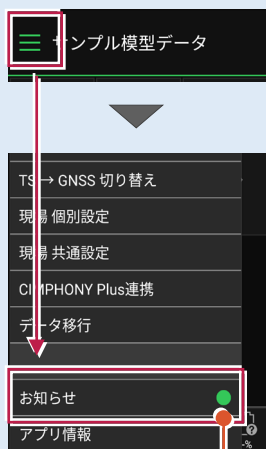 サンプル模型データ
TS → GNSS 切り替え
現場 個別設定
現場 共通設定
CIMPHONY Plus連携
データ移行
お知らせ
アプリ情報
-%